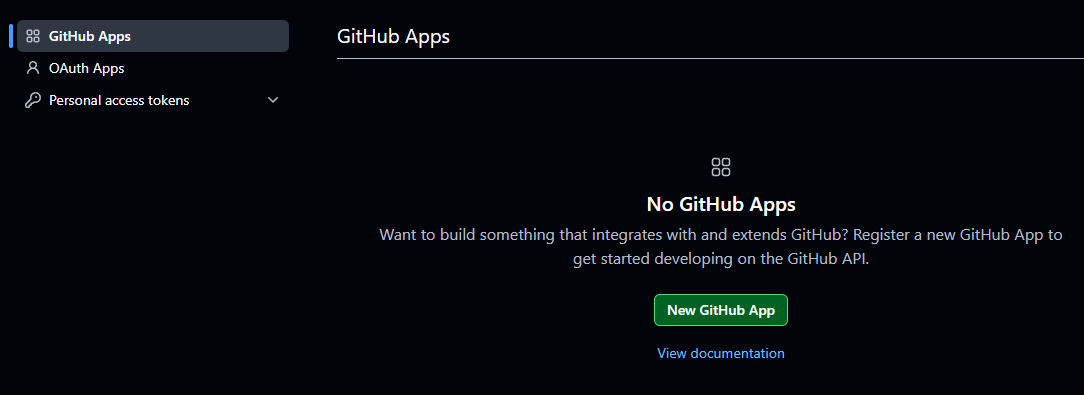 GitHub Apps
OAuth Apps
Personal access tokens
GitHub Apps
No GitHub Apps
Want to build something that integrates with and extends GitHub? Register a new GitHub App to
get started developing on the GitHub API.
New GitHub App
View documentation